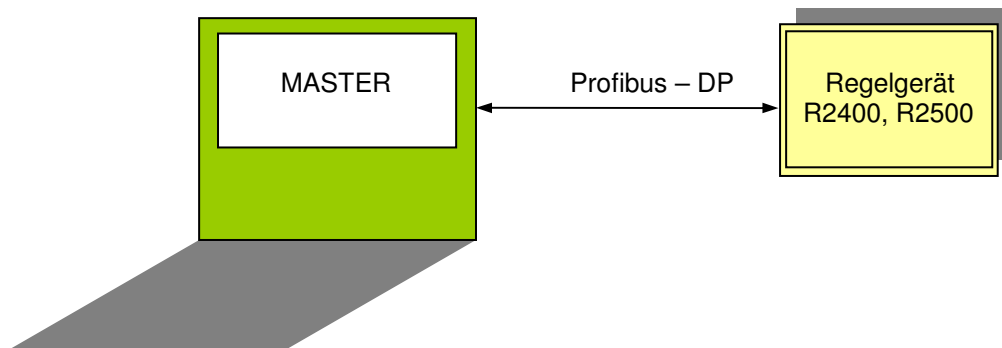 MASTER
Profibus – DP
Regelgerät
R2400, R2500